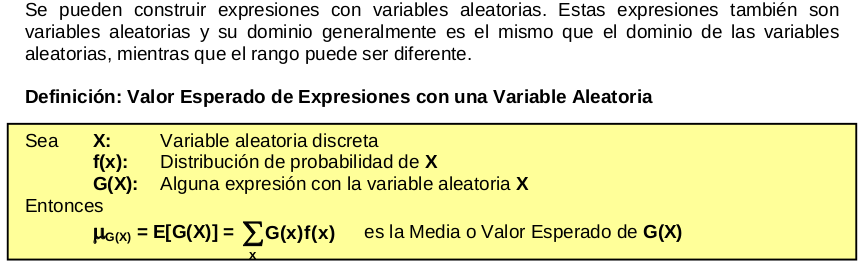 Se pueden construir expresiones con variables aleatorias. Estas expresiones también son
variables aleatorias y su dominio generalmente es el mismo que el dominio de las variables
aleatorias, mientras que el rango puede ser diferente.
Definición: Valor Esperado de Expresiones con una Variable Aleatoria
Sea X: Variable aleatoria discreta
f(x): Distribución de probabilidad de X
G(X): Alguna expresión con la variable aleatoria X
Entonces
μG(X) = E[G(X)] = ∑x G(x)f(x) es la Media o Valor Esperado de G(X)